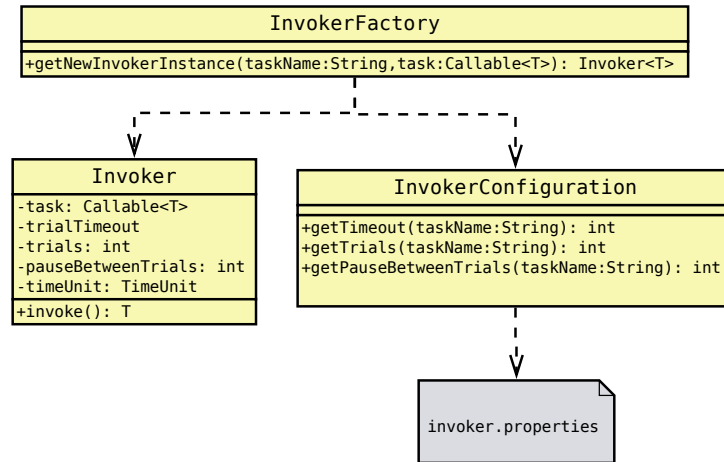 InvokerFactory
+getNewInvokerInstance(taskName:String,task:Callable<T>): Invoker<T>
Invoker
-task: Callable<T>
-trialTimeout
-trials: int
-pauseBetweenTrials: int
-timeUnit: TimeUnit
+invoke(): T
InvokerConfiguration
+getTimeout(taskName:String): int
+getTrials(taskName:String): int
+getPauseBetweenTrials(taskName:String): int
invoker.properties